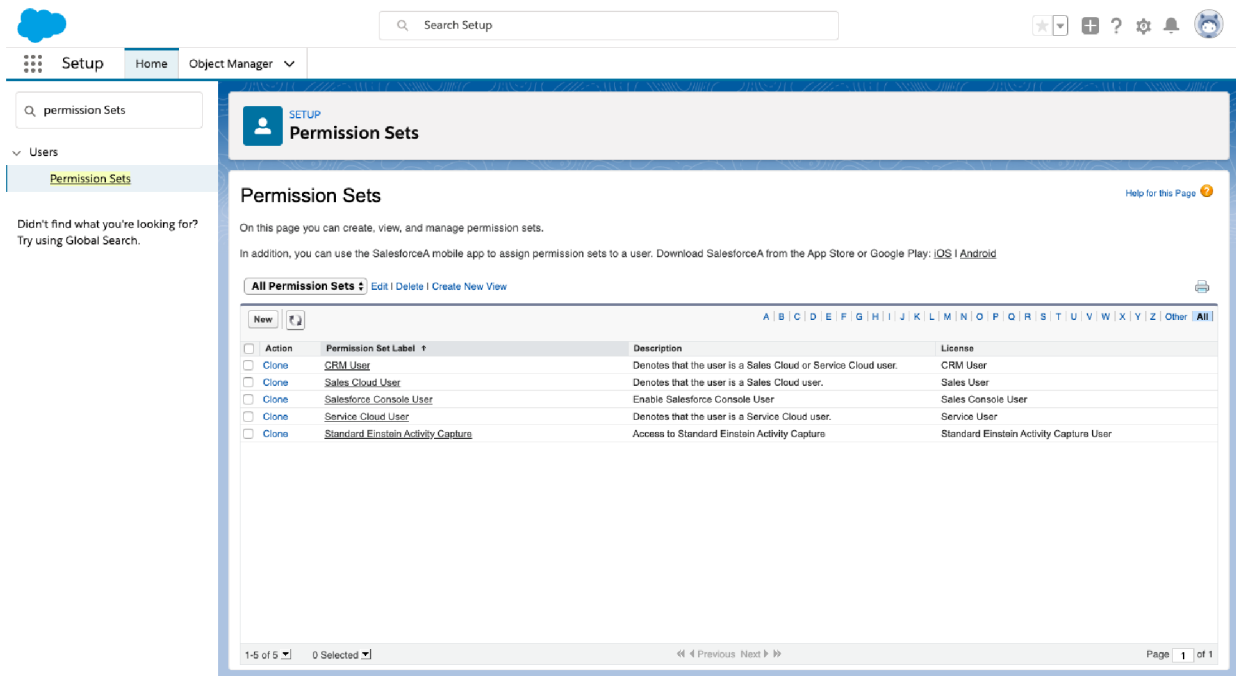 Search Setup
Setup
Home
Object Manager
permission Sets
Users
Permission Sets
Didn't find what you're looking for?
Try using Global Search.
SETUP
Permission Sets
Permission Sets
Help for this Page
On this page you can create, view, and manage permission sets.
In addition, you can use the SalesforceA mobile app to assign permission sets to a user. Download SalesforceA from the App Store or Google Play: iOS | Android
All Permission Sets Edit | Delete | Create New View
New
A | B | C | D | E | F | G | H | I | J | K | L | M | N | O | P | Q | R | S | T | U | V | W | X | Y | Z | Other All
Action Permission Set Label ↑ Description License
Clone CRM User Denotes that the user is a Sales Cloud or Service Cloud user. CRM User
Clone Sales Cloud User Denotes that the user is a Sales Cloud user. Sales User
Clone Salesforce Console User Enable Salesforce Console User Sales Console User
Clone Service Cloud User Denotes that the user is a Service Cloud user. Service User
Clone Standard Einstein Activity Capture Access to Standard Einstein Activity Capture Standard Einstein Activity Capture User
1-5 of 5 0 Selected Previous Next Page 1 of 1